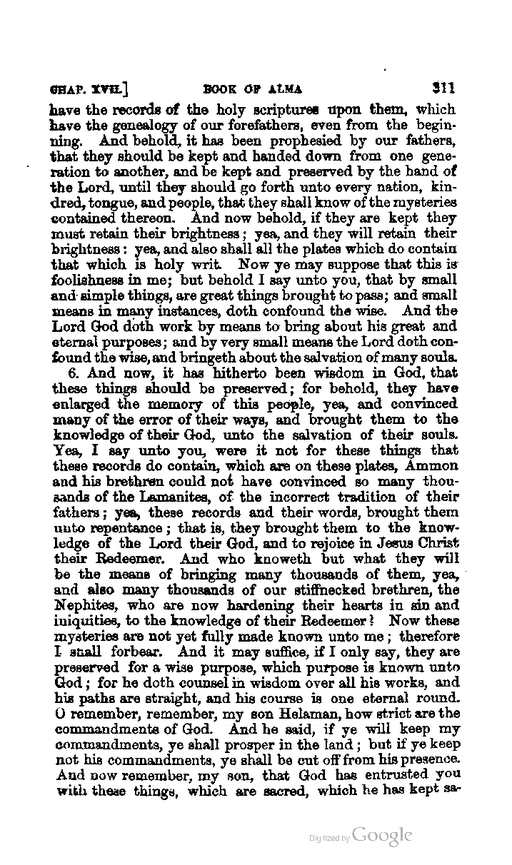 CHAP. XVII.] BOOK OF ALMA 311
have the records of the holy scriptures upon them, which
have the genealogy of our forefathers, even from the begin-
ning. And behold, it has been prophesied by our fathers,
that they should be kept and handed down from one gene-
ration to another, and be kept and preserved by the hand of
the Lord, until they should go forth unto every nation, kin-
dred, tongue, and people, that they shall know of the mysteries
contained thereon. And now behold, if they are kept they
must retain their brightness; yea, and they will retain their
brightness: yea, and also shall all the plates which do contain
that which is holy writ. Now ye may suppose that this is
foolishness in me; but behold I say unto you, that by small
and simple things, are great things brought to pass; and small
means in many instances, doth confound the wise. And the
Lord God doth work by means to bring about his great and
eternal purposes; and by very small means the Lord doth con-
found the wise, and bringeth about the salvation of many souls.
6. And now, it has hitherto been wisdom in God, that
these things should be preserved; for behold, they have
enlarged the memory of this people, yea, and convinced
many of the error of their ways, and brought them to the
knowledge of their God, unto the salvation of their souls.
Yea, I say unto you, were it not for these things that
these records do contain, which are on these plates, Ammon
and his brethren could not have convinced so many thou-
sands of the Lamanites, of the incorrect tradition of their
fathers; yea, these records and their words, brought them
unto repentance; that is, they brought them to the know-
ledge of the Lord their God, and to rejoice in Jesus Christ
their Redeemer. And who knoweth but what they will
be the means of bringing many thousands of them, yea,
and also many thousands of our stiffnecked brethren, the
Nephites, who are now hardening their hearts in sin and
iniquities, to the knowledge of their Redeemer? Now these
mysteries are not yet fully made known unto me; therefore
I shall forbear. And it may suffice, if I only say, they are
preserved for a wise purpose, which purpose is known unto
God; for he doth counsel in wisdom over all his works, and
his paths are straight, and his course is one eternal round.
O remember, remember, my son Helaman, how strict are the
commandments of God. And he said, if ye will keep my
commandments, ye shall prosper in the land; but if ye keep
not his commandments, ye shall be cut off from his presence.
And now remember, my son, that God has entrusted you
with these things, which are sacred, which he has kept sa-
Digitized by Google